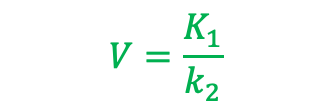 V = K₁/k₂